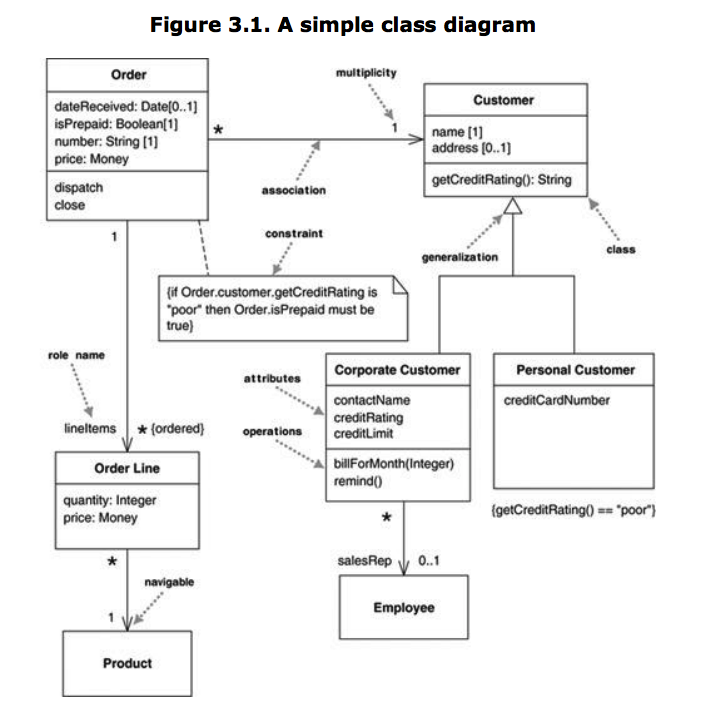 Figure 3.1. A simple class diagram
Order
dateReceived: Date[0..1]
isPrepaid: Boolean[1]
number: String [1]
price: Money
dispatch
close
multiplicity
*
1
association
Customer
name [1]
address [0..1]
getCreditRating(): String
1
constraint
generalization
class
{if Order.customer.getCreditRating is
"poor" then Order.isPrepaid must be
true}
role name
lineItems
* {ordered}
attributes
operations
Corporate Customer
contactName
creditRating
creditLimit
billForMonth(Integer)
remind()
Personal Customer
creditCardNumber
{getCreditRating() == "poor"}
Order Line
quantity: Integer
price: Money
*
salesRep
0..1
Employee
*
navigable
1
Product